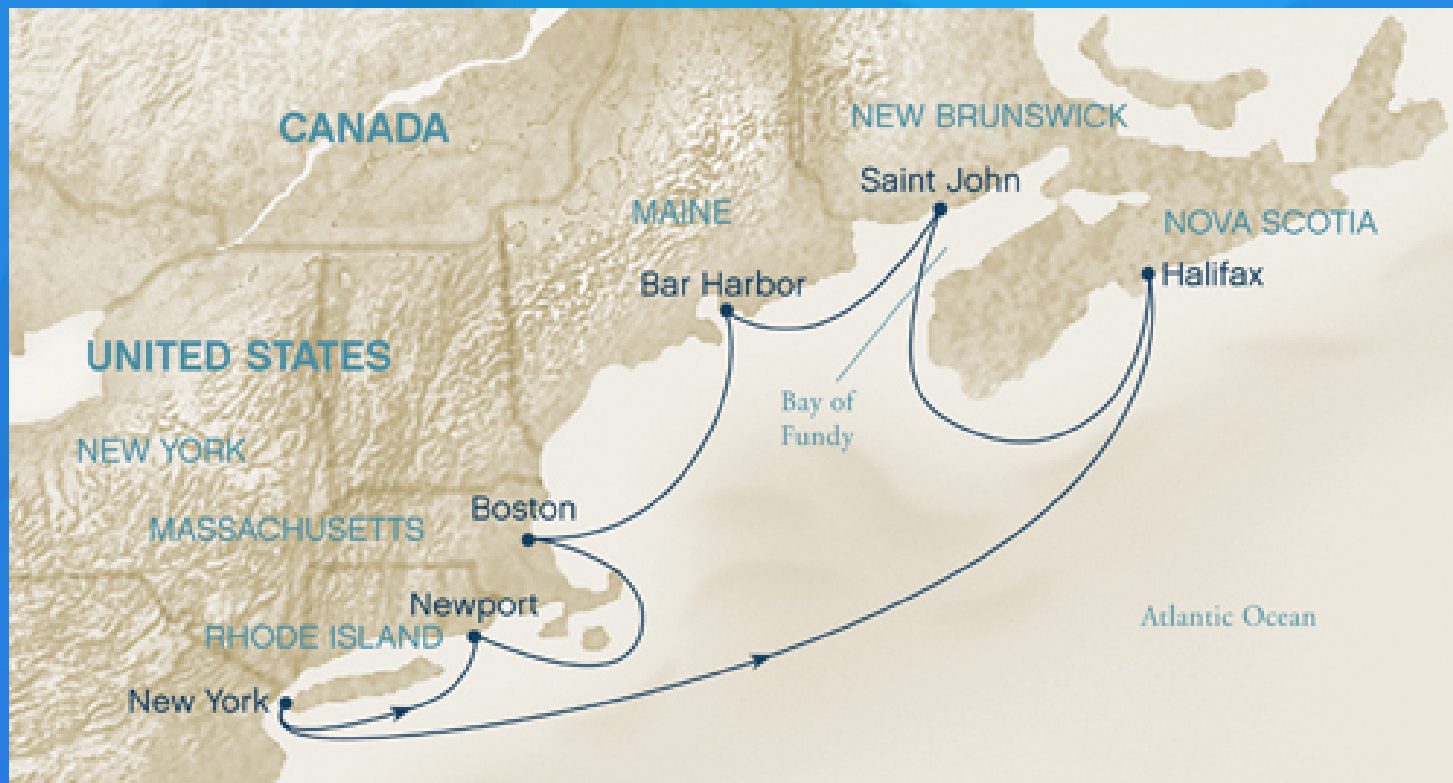 CANADA
NEW BRUNSWICK
Saint John
MAINE
NOVA SCOTIA
Bar Harbor
Halifax
UNITED STATES
Bay of
Fundy
NEW YORK
Boston
MASSACHUSETTS
Newport
RHODE ISLAND
Atlantic Ocean
New York